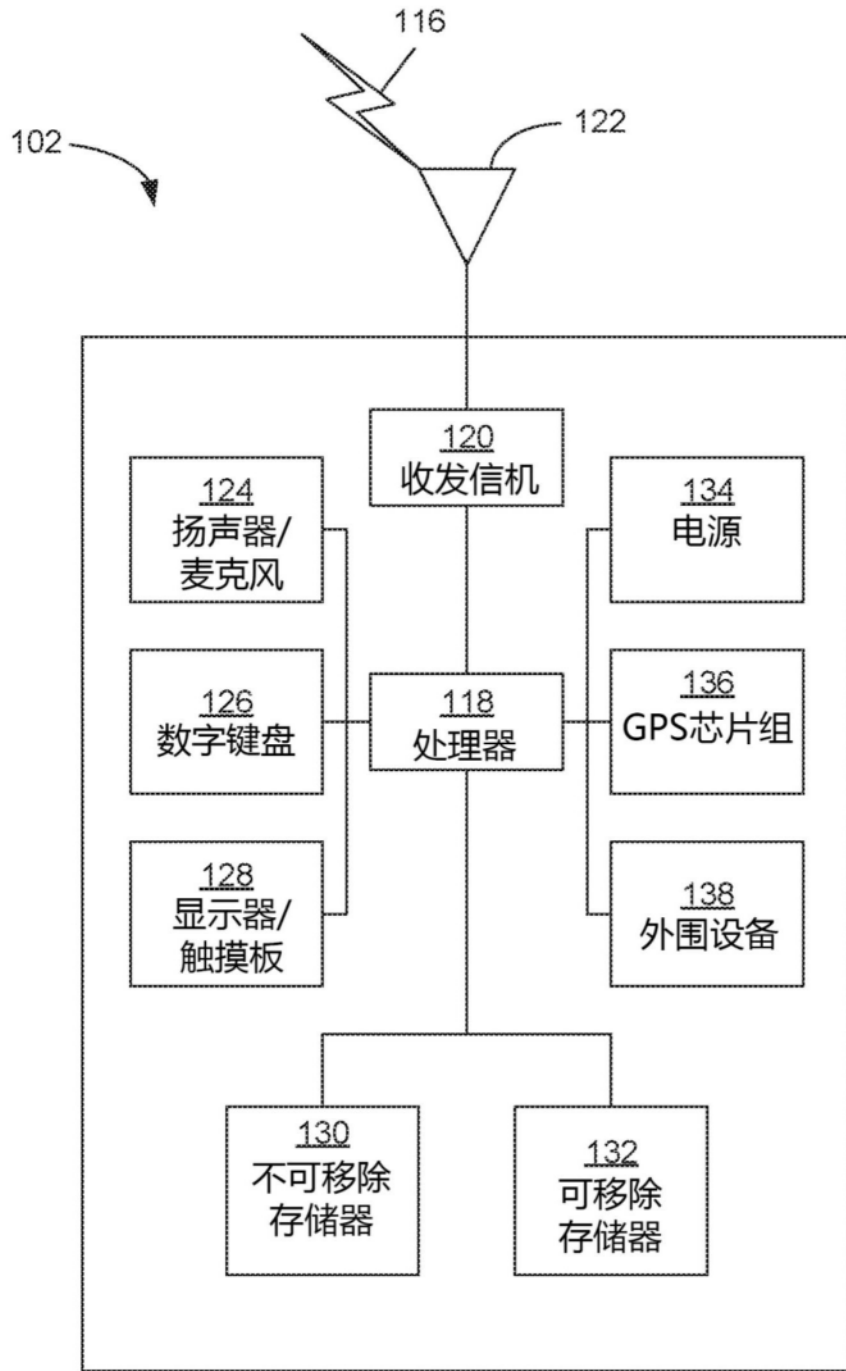 116
122
102
120
收发信机
124
扬声器/
麦克风
134
电源
126
数字键盘
118
处理器
136
GPS芯片组
128
显示器/
触摸板
138
外围设备
130
不可移除
存储器
132
可移除
存储器